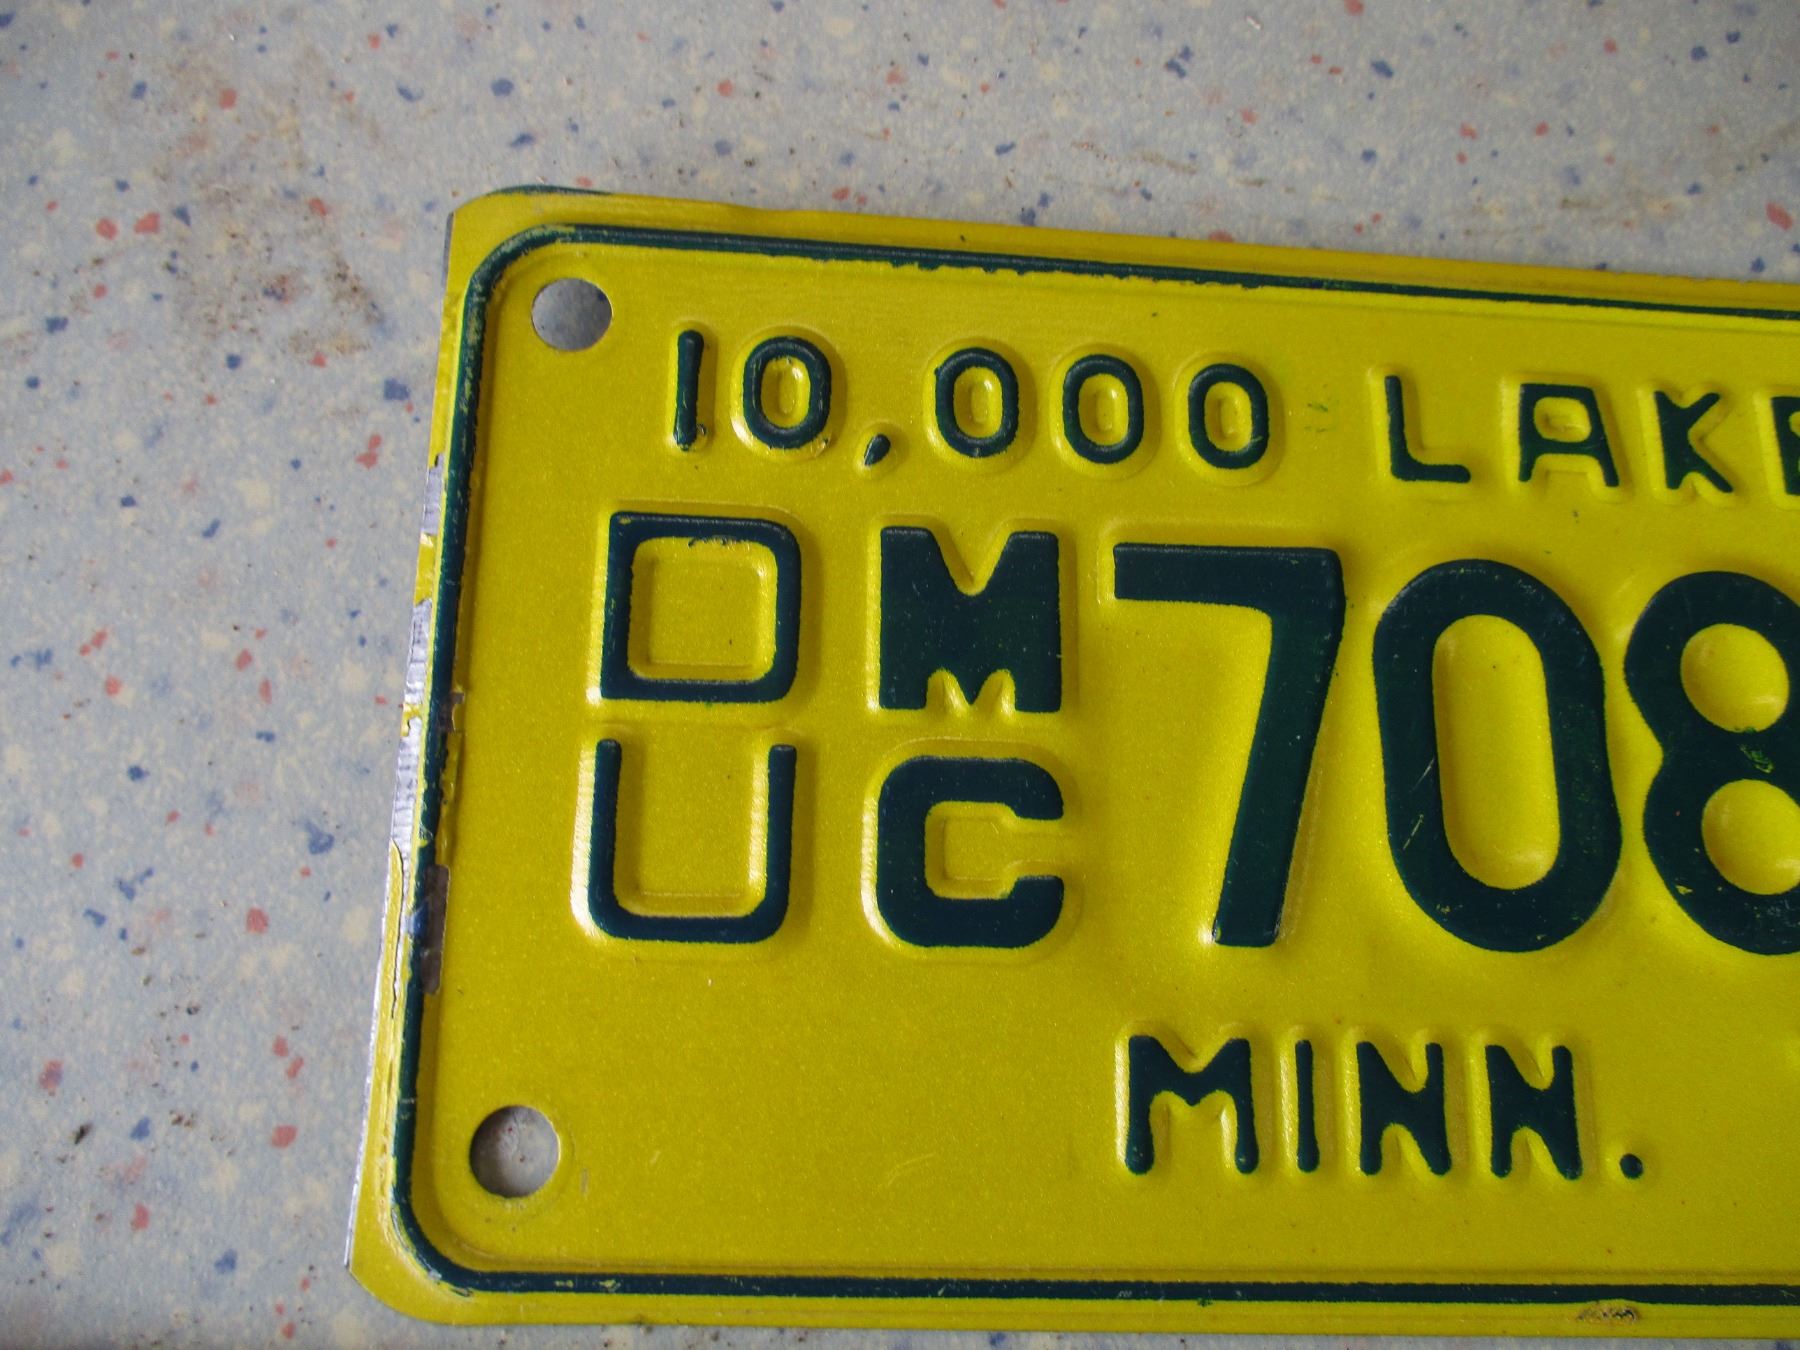 10,000 LAKE
DM 708
UC
MINN.